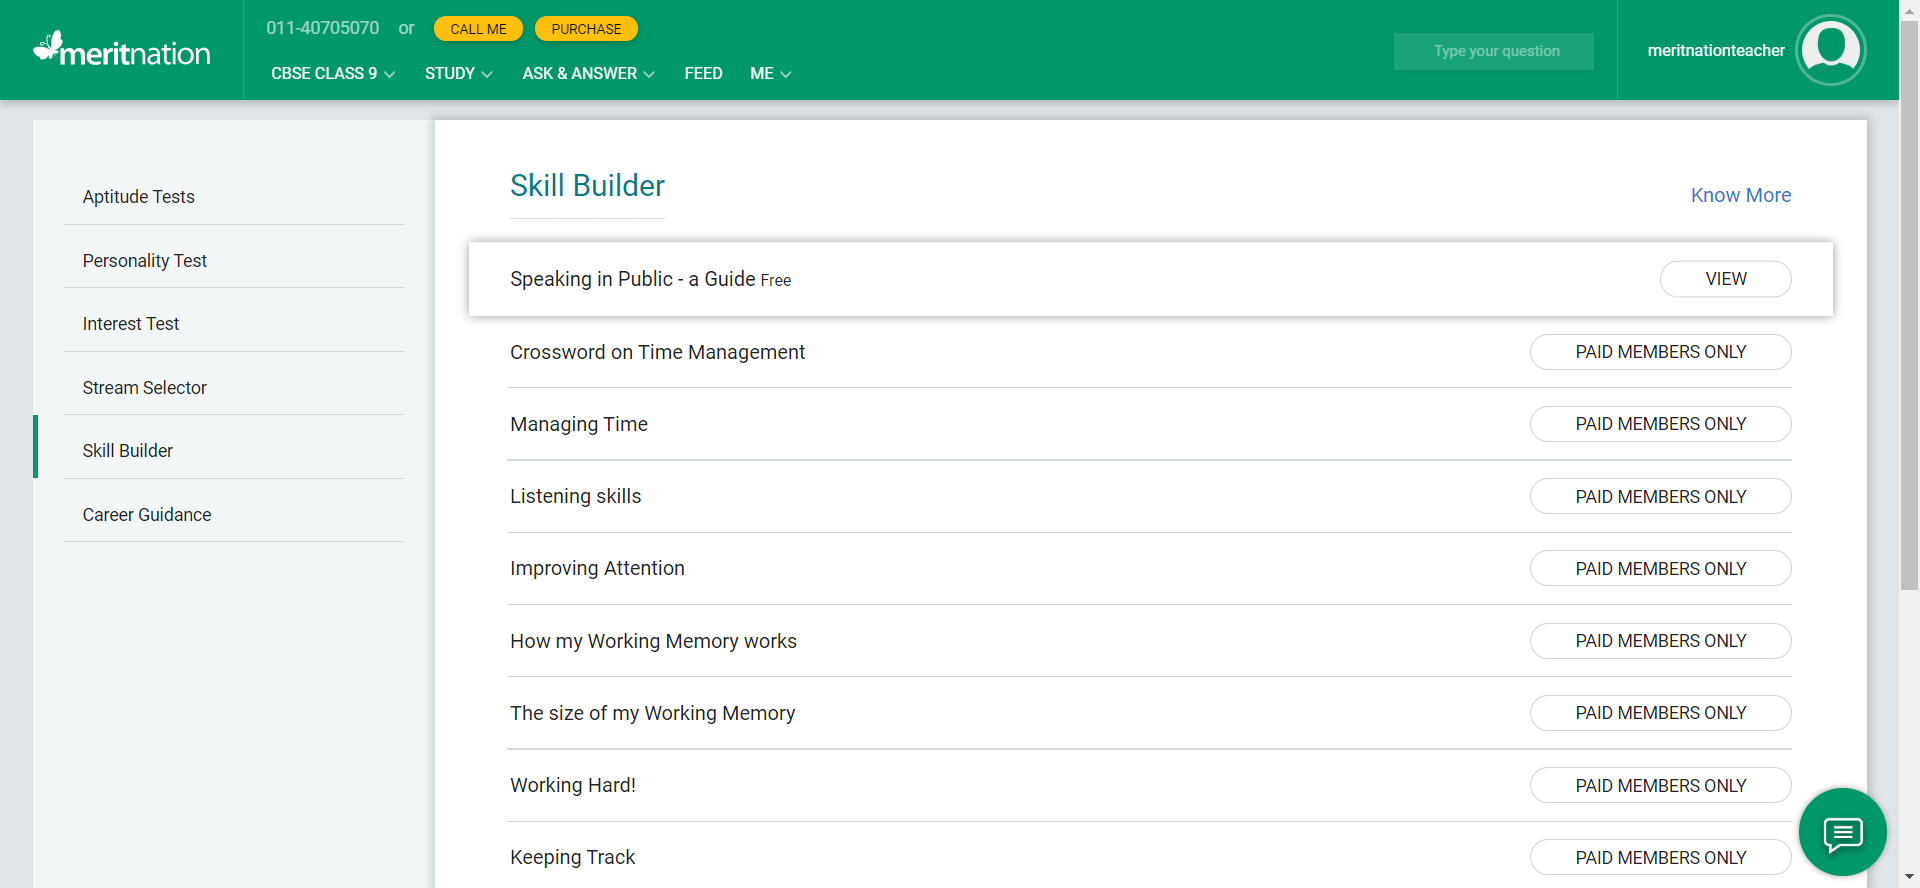 meritnation
011-40705070 or CALL ME PURCHASE
CBSE CLASS 9 STUDY ASK & ANSWER FEED ME
Type your question
meritnationteacher
Aptitude Tests
Personality Test
Interest Test
Stream Selector
Skill Builder
Career Guidance
Skill Builder
Know More
Speaking in Public - a Guide Free VIEW
Crossword on Time Management PAID MEMBERS ONLY
Managing Time PAID MEMBERS ONLY
Listening skills PAID MEMBERS ONLY
Improving Attention PAID MEMBERS ONLY
How my Working Memory works PAID MEMBERS ONLY
The size of my Working Memory PAID MEMBERS ONLY
Working Hard! PAID MEMBERS ONLY
Keeping Track PAID MEMBERS ONLY